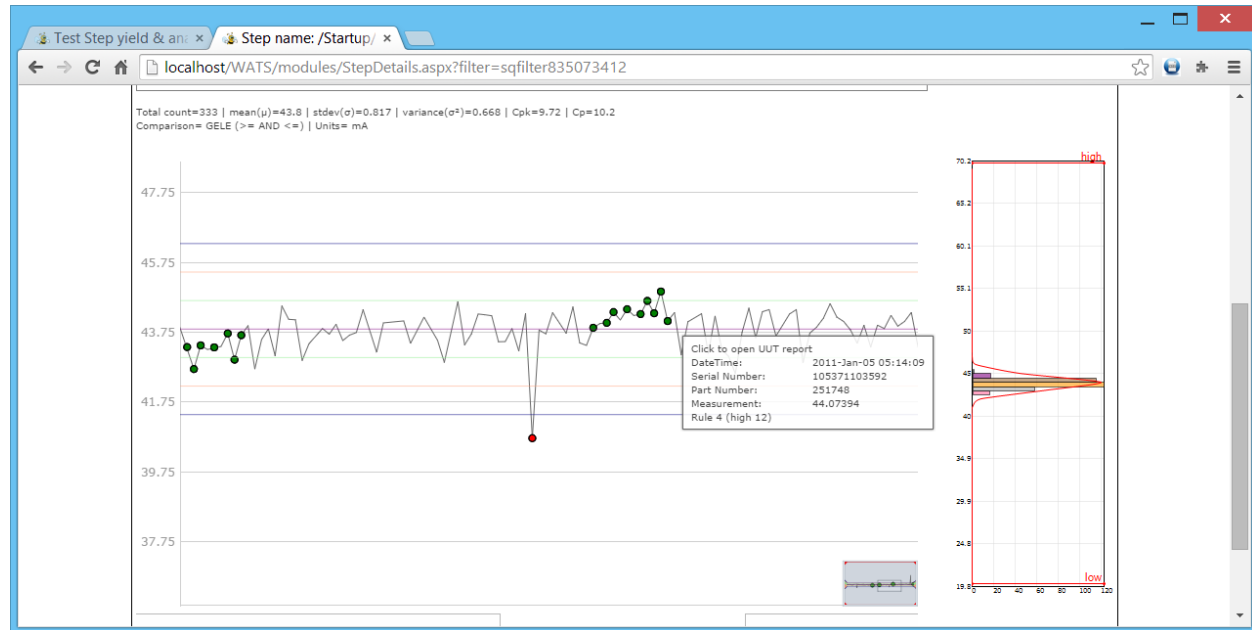 Test Step yield & ana
Step name: /Startup/
localhost/WATS/modules/StepDetails.aspx?filter=sqfilter835073412
Total count=333 | mean(μ)=43.8 | stdev(σ)=0.817 | variance(σ²)=0.668 | Cpk=9.72 | Cp=10.2
Comparison= GELE (>= AND <=) | Units= mA
47.75
45.75
43.75
41.75
39.75
37.75
Click to open UUT report
DateTime: 2011-Jan-05 05:14:09
Serial Number: 105371103592
Part Number: 251748
Measurement: 44.07394
Rule 4 (high 12)
high
70.2
65.2
60.1
55.1
50
45
40
34.9
29.9
24.8
19.8
low
0 20 40 60 80 100 120